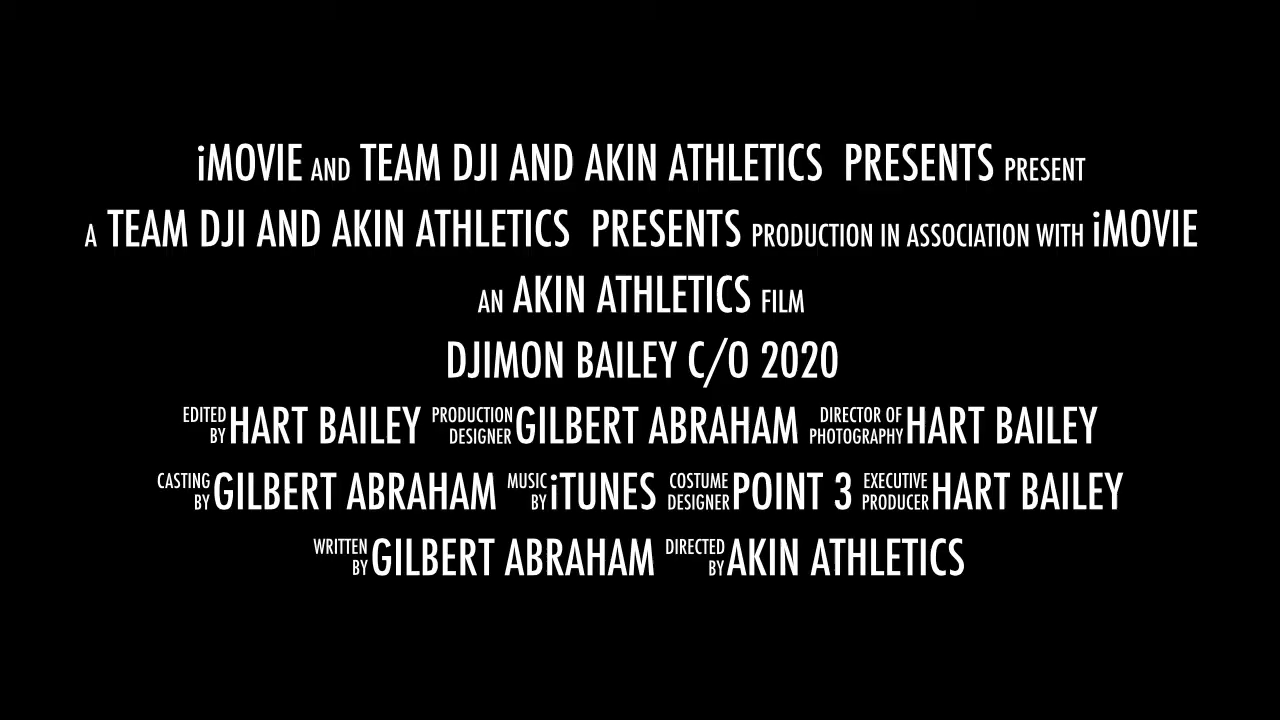 iMOVIE AND TEAM DJI AND AKIN ATHLETICS PRESENTS PRESENT
A TEAM DJI AND AKIN ATHLETICS PRESENTS PRODUCTION IN ASSOCIATION WITH iMOVIE
AN AKIN ATHLETICS FILM
DJIMON BAILEY C/O 2020
EDITED BY HART BAILEY PRODUCTION DESIGNER GILBERT ABRAHAM DIRECTOR OF PHOTOGRAPHY HART BAILEY
CASTING BY GILBERT ABRAHAM MUSIC BY iTUNES COSTUME DESIGNER POINT 3 EXECUTIVE PRODUCER HART BAILEY
WRITTEN BY GILBERT ABRAHAM DIRECTED BY AKIN ATHLETICS